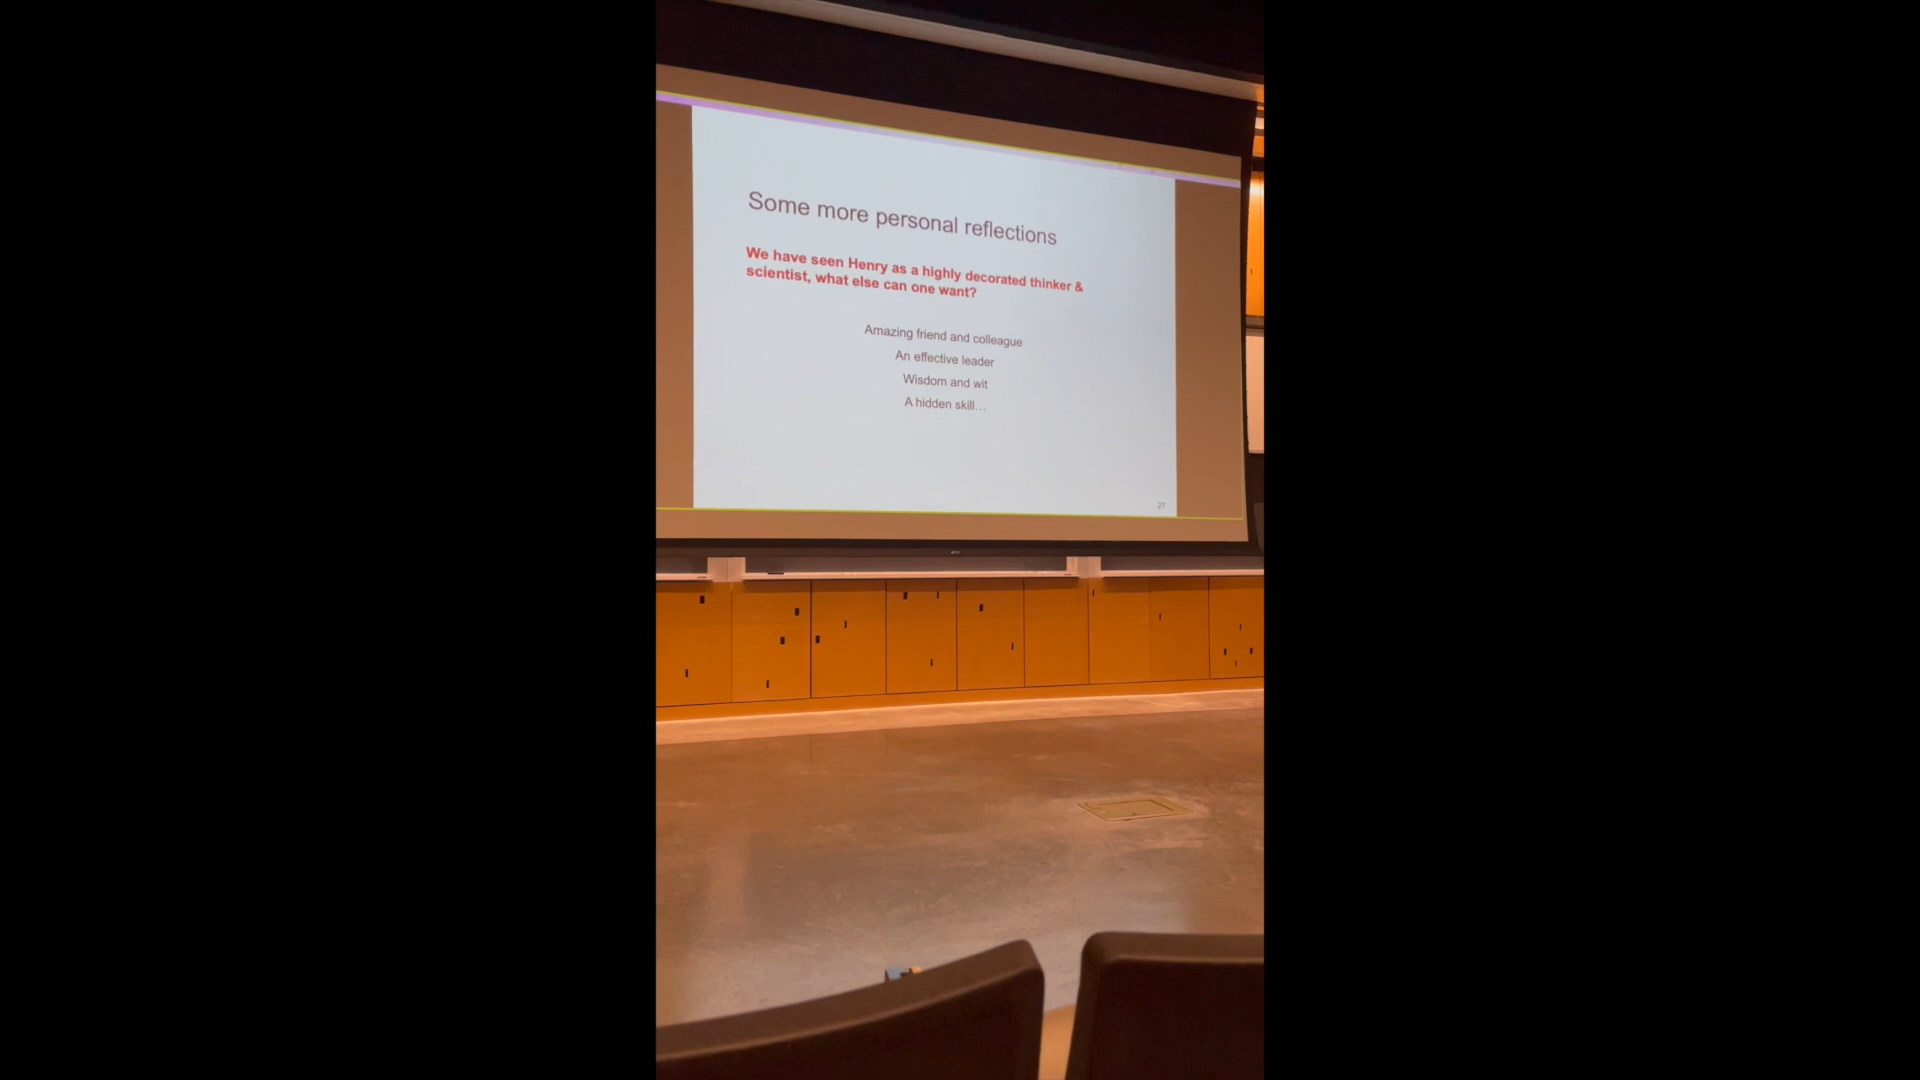 Some more personal reflections
We have seen Henry as a highly decorated thinker &
scientist, what else can one want?
Amazing friend and colleague
An effective leader
Wisdom and wit
A hidden skill…
27